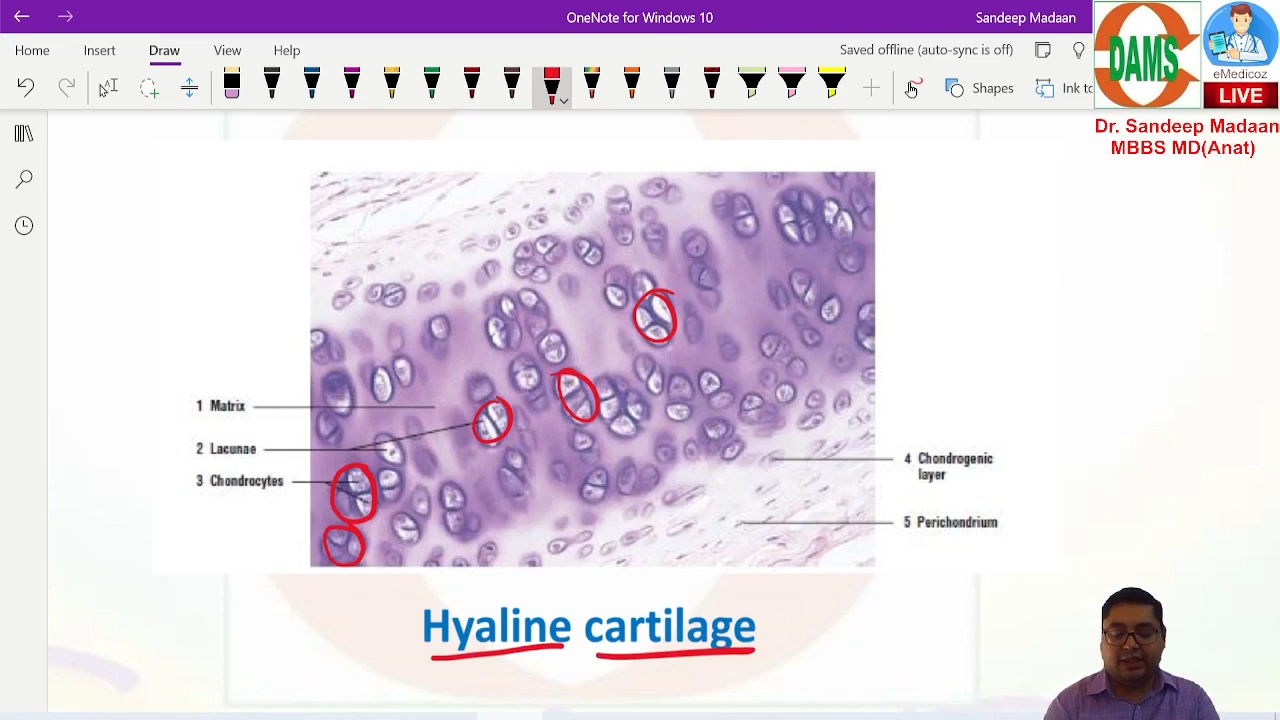 OneNote for Windows 10
Sandeep Madaan
Home Insert Draw View Help
Saved offline (auto-sync is off)
Shapes
Ink to
DAMS
eMedicoz
LIVE
Dr. Sandeep Madaan
MBBS MD(Anat)
1 Matrix
2 Lacunae
3 Chondrocytes
4 Chondrogenic
layer
5 Perichondrium
Hyaline cartilage